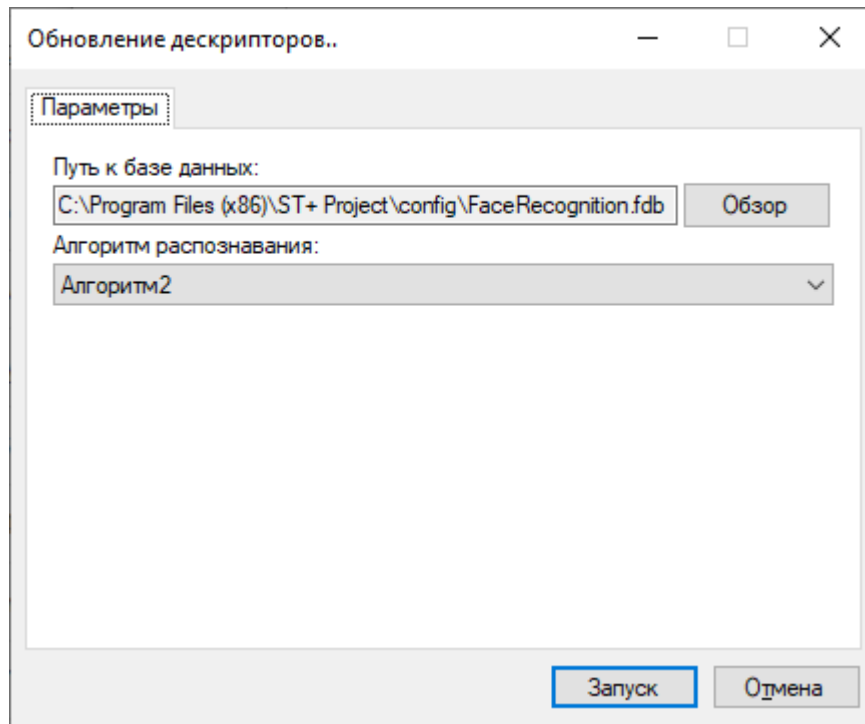 Обновление дескрипторов..
Параметры
Путь к базе данных:
C:\Program Files (x86)\ST+ Project\config\FaceRecognition.fdb Обзор
Алгоритм распознавания:
Алгоритм2
Запуск Отмена